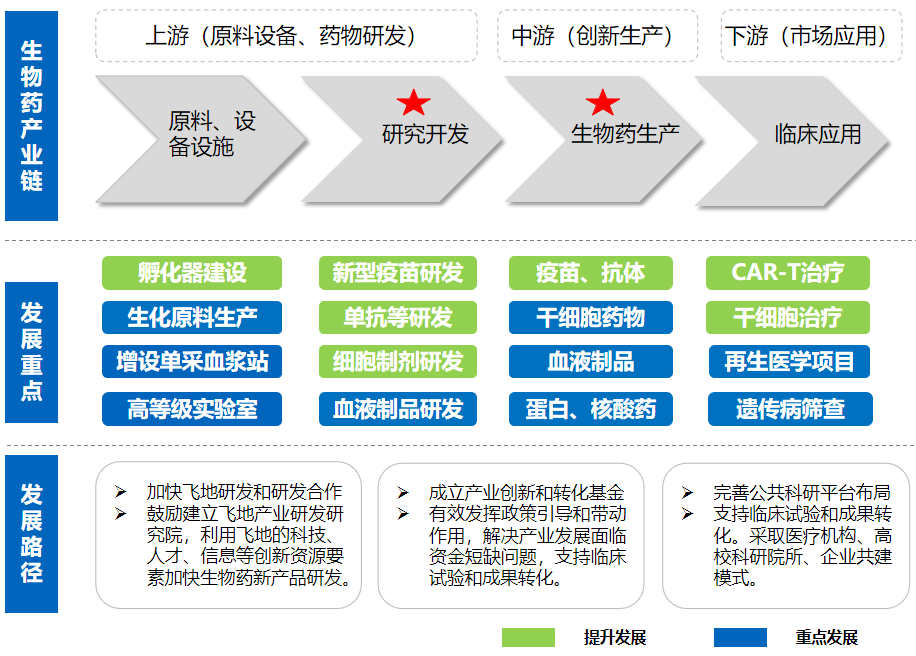 生物药产业链
上游（原料设备、药物研发）
中游（创新生产）
下游（市场应用）
原料、设
备设施
研究开发
生物药生产
临床应用
发展重点
孵化器建设
新型疫苗研发
疫苗、抗体
CAR-T治疗
生化原料生产
单抗等研发
干细胞药物
干细胞治疗
增设单采血浆站
细胞制剂研发
血液制品
再生医学项目
高等级实验室
血液制品研发
蛋白、核酸药
遗传病筛查
发展路径
加快飞地研发和研发合作
鼓励建立飞地产业研发研
究院，利用飞地的科技、
人才、信息等创新资源要
素加快生物药新产品研发。
成立产业创新和转化基金
有效发挥政策引导和带动
作用，解决产业发展面临
资金短缺问题，支持临床
试验和成果转化。
完善公共科研平台布局
支持临床试验和成果转
化。采取医疗机构、高
校科研院所、企业共建
模式。
提升发展
重点发展